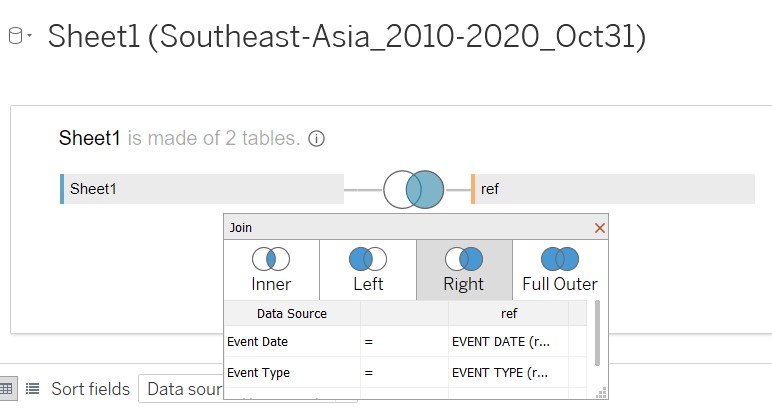 Sheet1 (Southeast-Asia_2010-2020_Oct31)
Sheet1 is made of 2 tables.
Sheet1
ref
Join
Inner
Left
Right
Full Outer
Data Source
ref
Event Date = EVENT DATE (r...
Event Type = EVENT TYPE (r...
Sort fields
Data sour